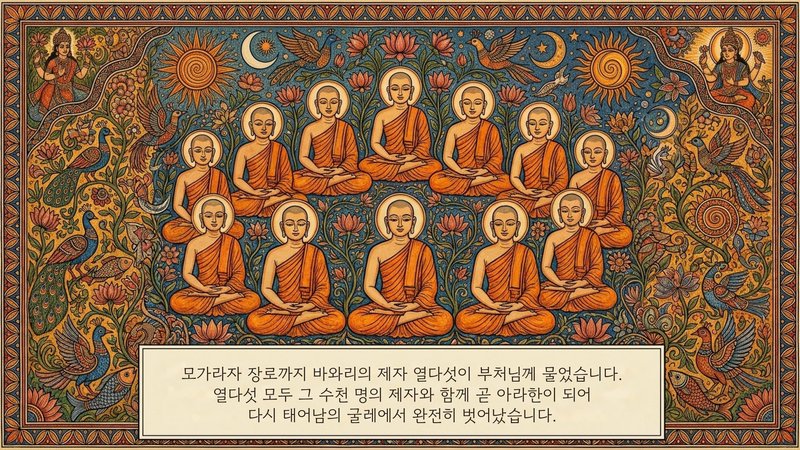 모가라자 장로까지 바와리의 제자 열다섯이 부처님께 물었습니다.
열다섯 모두 그 수천 명의 제자와 함께 곧 아라한이 되어
다시 태어남의 굴레에서 완전히 벗어났습니다.